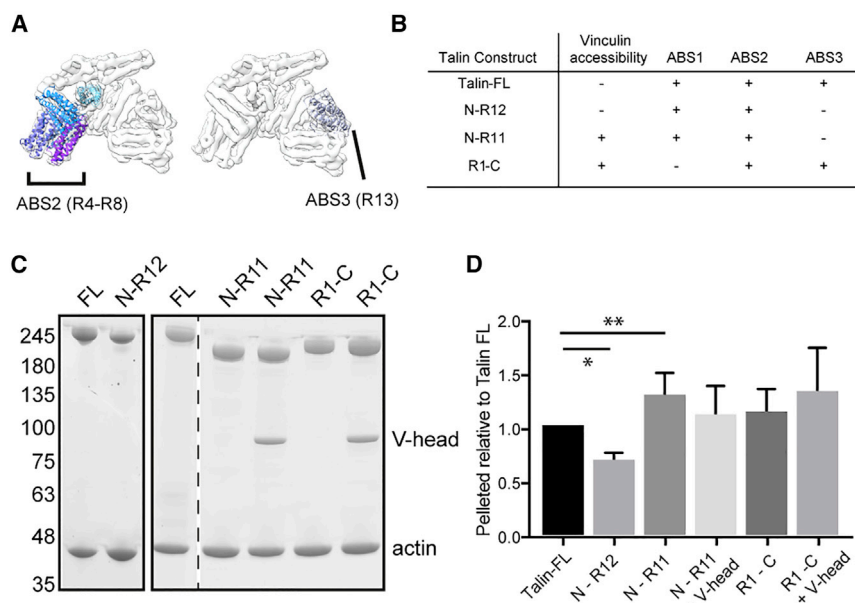 A
ABS2 (R4-R8)
ABS3 (R13)
B
Talin Construct Vinculin accessibility ABS1 ABS2 ABS3
Talin-FL - + + +
N-R12 - + + -
N-R11 + + + -
R1-C + - + +
C
FL N-R12 FL N-R11 N-R11 R1-C R1-C
245
180
135
100
75
63
48
35
V-head
actin
D
Pelleted relative to Talin FL
2.0
1.5
1.0
0.5
0.0
**
*
Talin-FL
N - R12
N - R11
N - R11 V-head
R1 - C
R1 - C + V-head